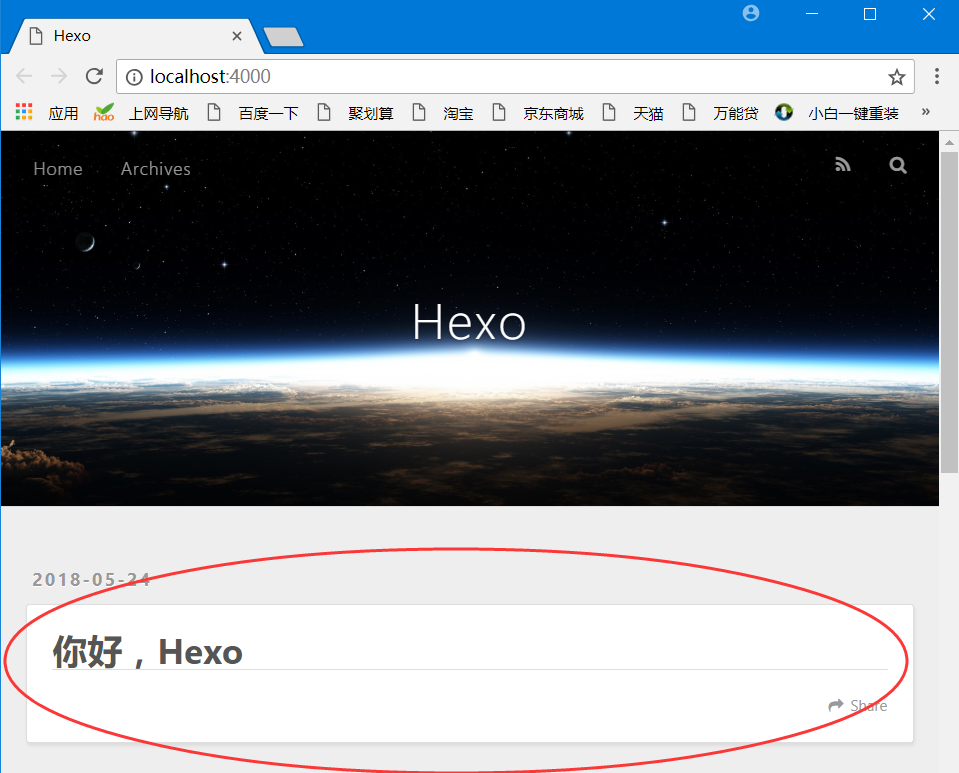 Hexo
localhost:4000
应用 hao 上网导航 百度一下 聚划算 淘宝 京东商城 天猫 万能贷 小白一键重装 »
Home Archives
Hexo
2018-05-24
你好，Hexo
Share